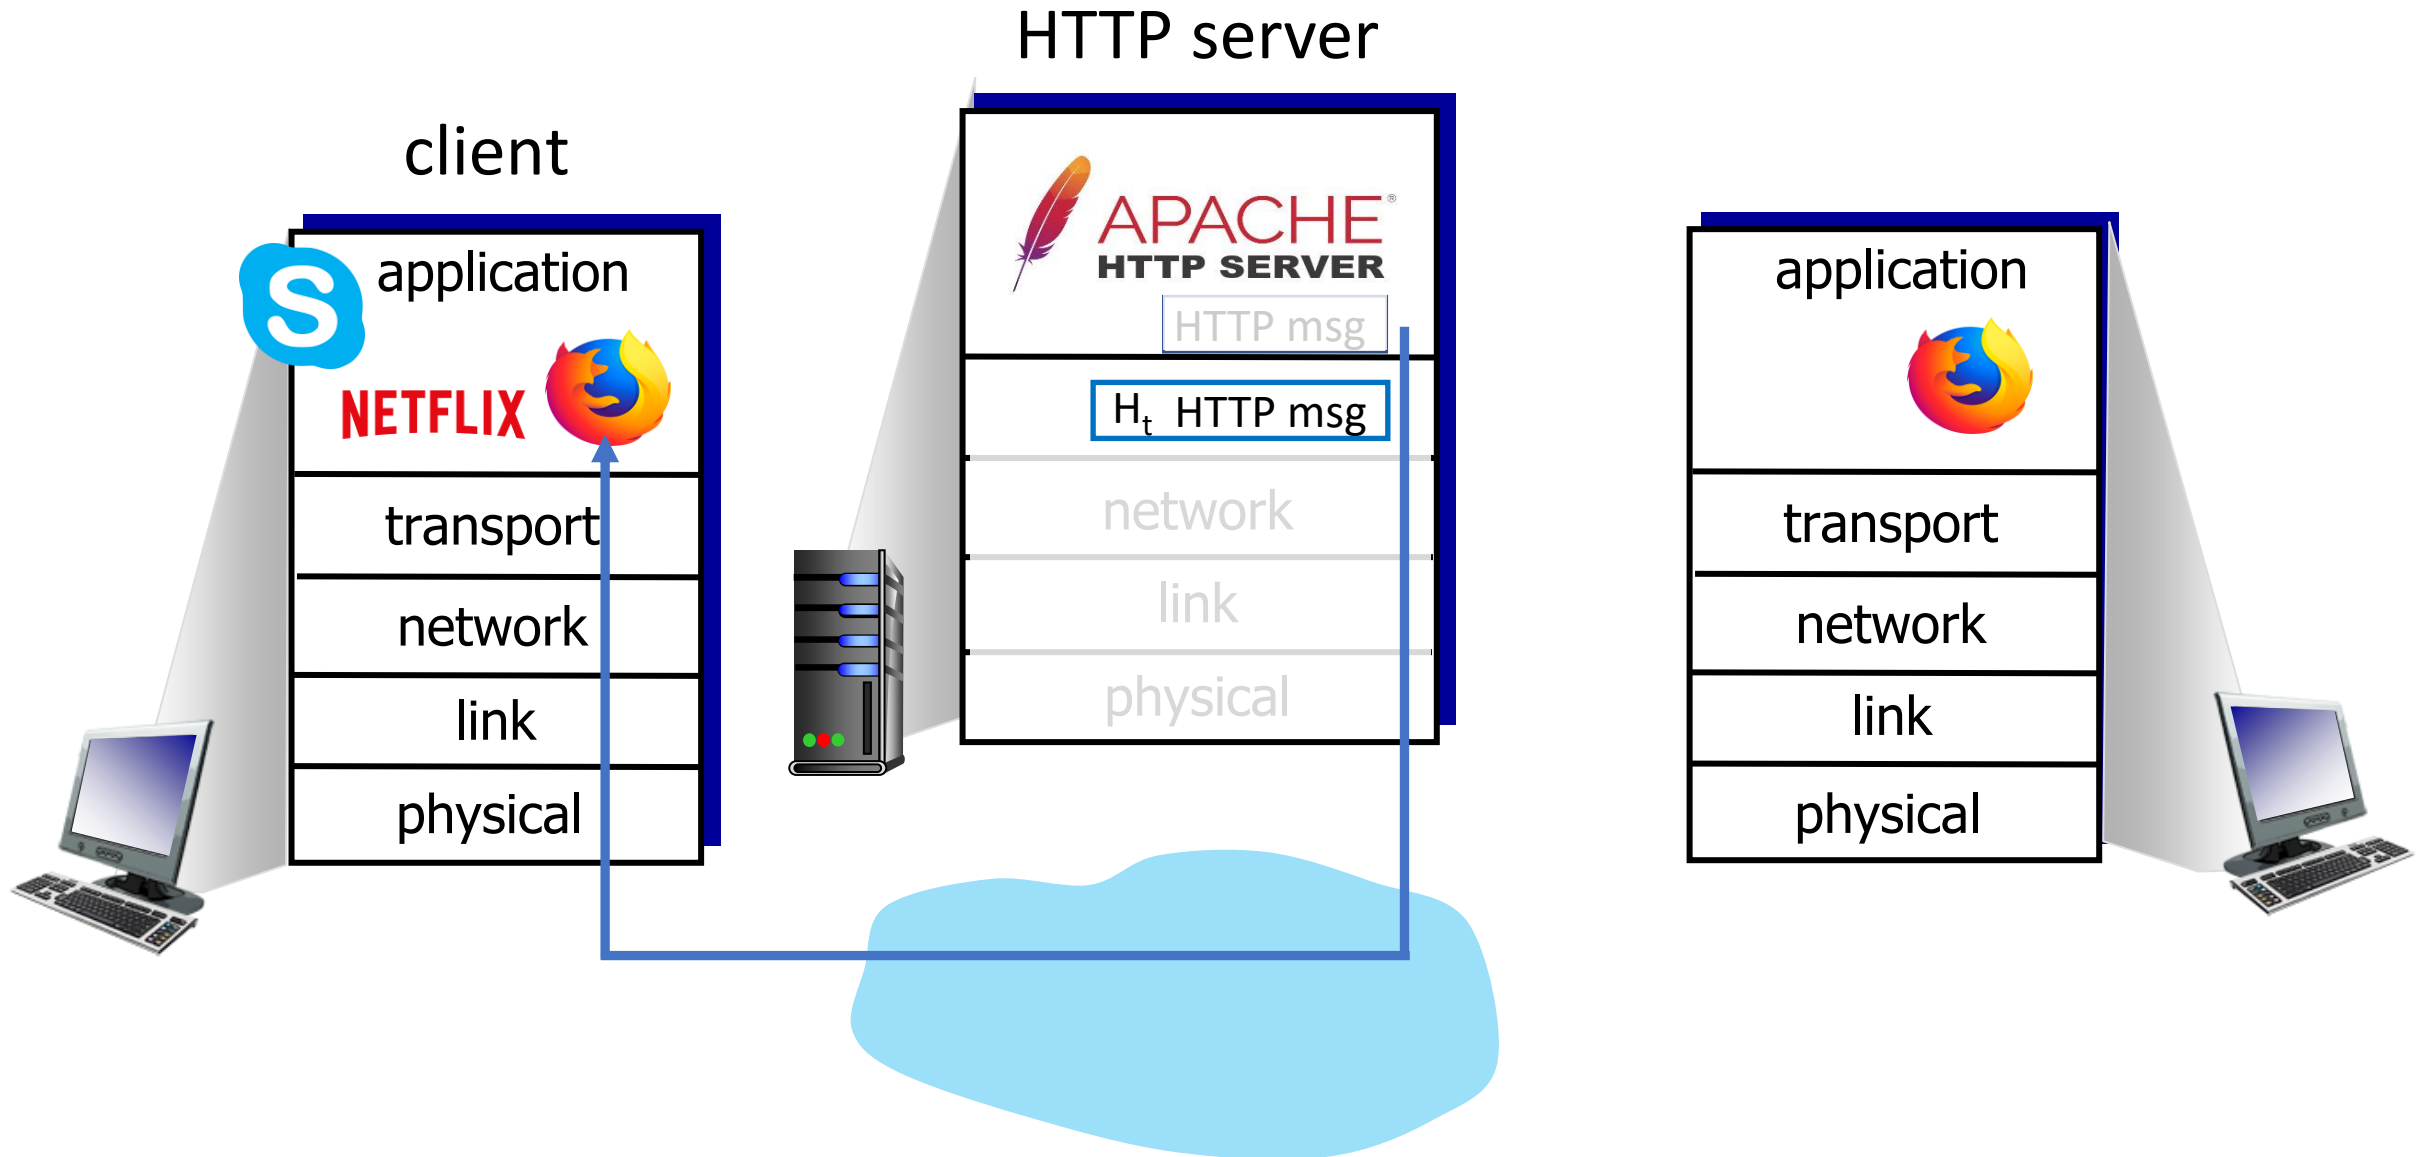 HTTP server
client
application
NETFLIX
transport
network
link
physical
APACHE®
HTTP SERVER
HTTP msg
Ht HTTP msg
network
link
physical
application
transport
network
link
physical